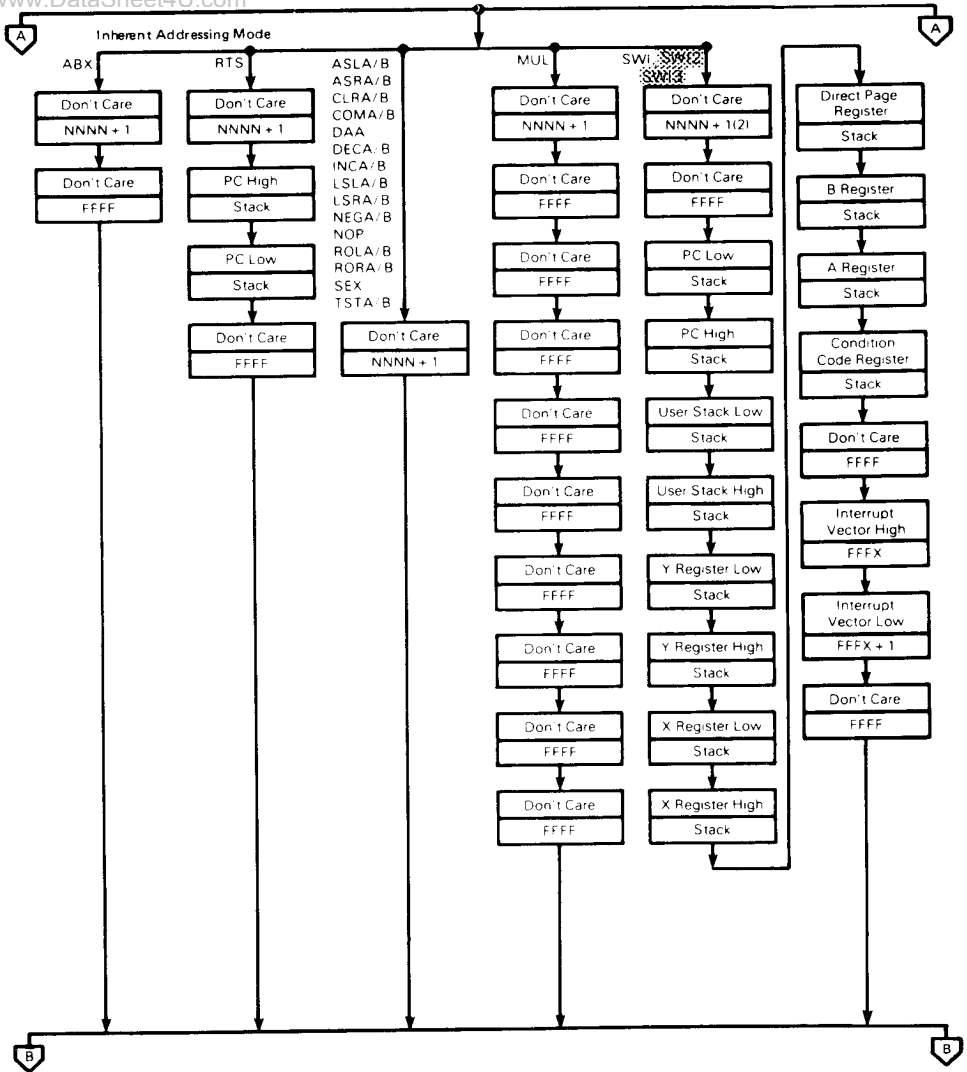 www.DataSheet4U.com
A
A
Inherent Addressing Mode
ABX
Don't Care
NNNN + 1
Don't Care
FFFF
RTS
Don't Care
NNNN + 1
PC High
Stack
PC Low
Stack
Don't Care
FFFF
ASLA/B
ASRA/B
CLRA/B
COMA/B
DAA
DECA/B
INCA/B
LSLA/B
LSRA/B
NEGA/B
NOP
ROLA/B
RORA/B
SEX
TSTA/B
Don't Care
NNNN + 1
MUL
Don't Care
NNNN + 1
Don't Care
FFFF
Don't Care
FFFF
Don't Care
FFFF
Don't Care
FFFF
Don't Care
FFFF
Don't Care
FFFF
Don't Care
FFFF
Don't Care
FFFF
Don't Care
FFFF
SWI, SWI2
SWI3
Don't Care
NNNN + 1(2)
Don't Care
FFFF
PC Low
Stack
PC High
Stack
User Stack Low
Stack
User Stack High
Stack
Y Register Low
Stack
Y Register High
Stack
X Register Low
Stack
X Register High
Stack
Direct Page
Register
Stack
B Register
Stack
A Register
Stack
Condition
Code Register
Stack
Don't Care
FFFF
Interrupt
Vector High
FFFX
Interrupt
Vector Low
FFFX + 1
Don't Care
FFFF
B
B